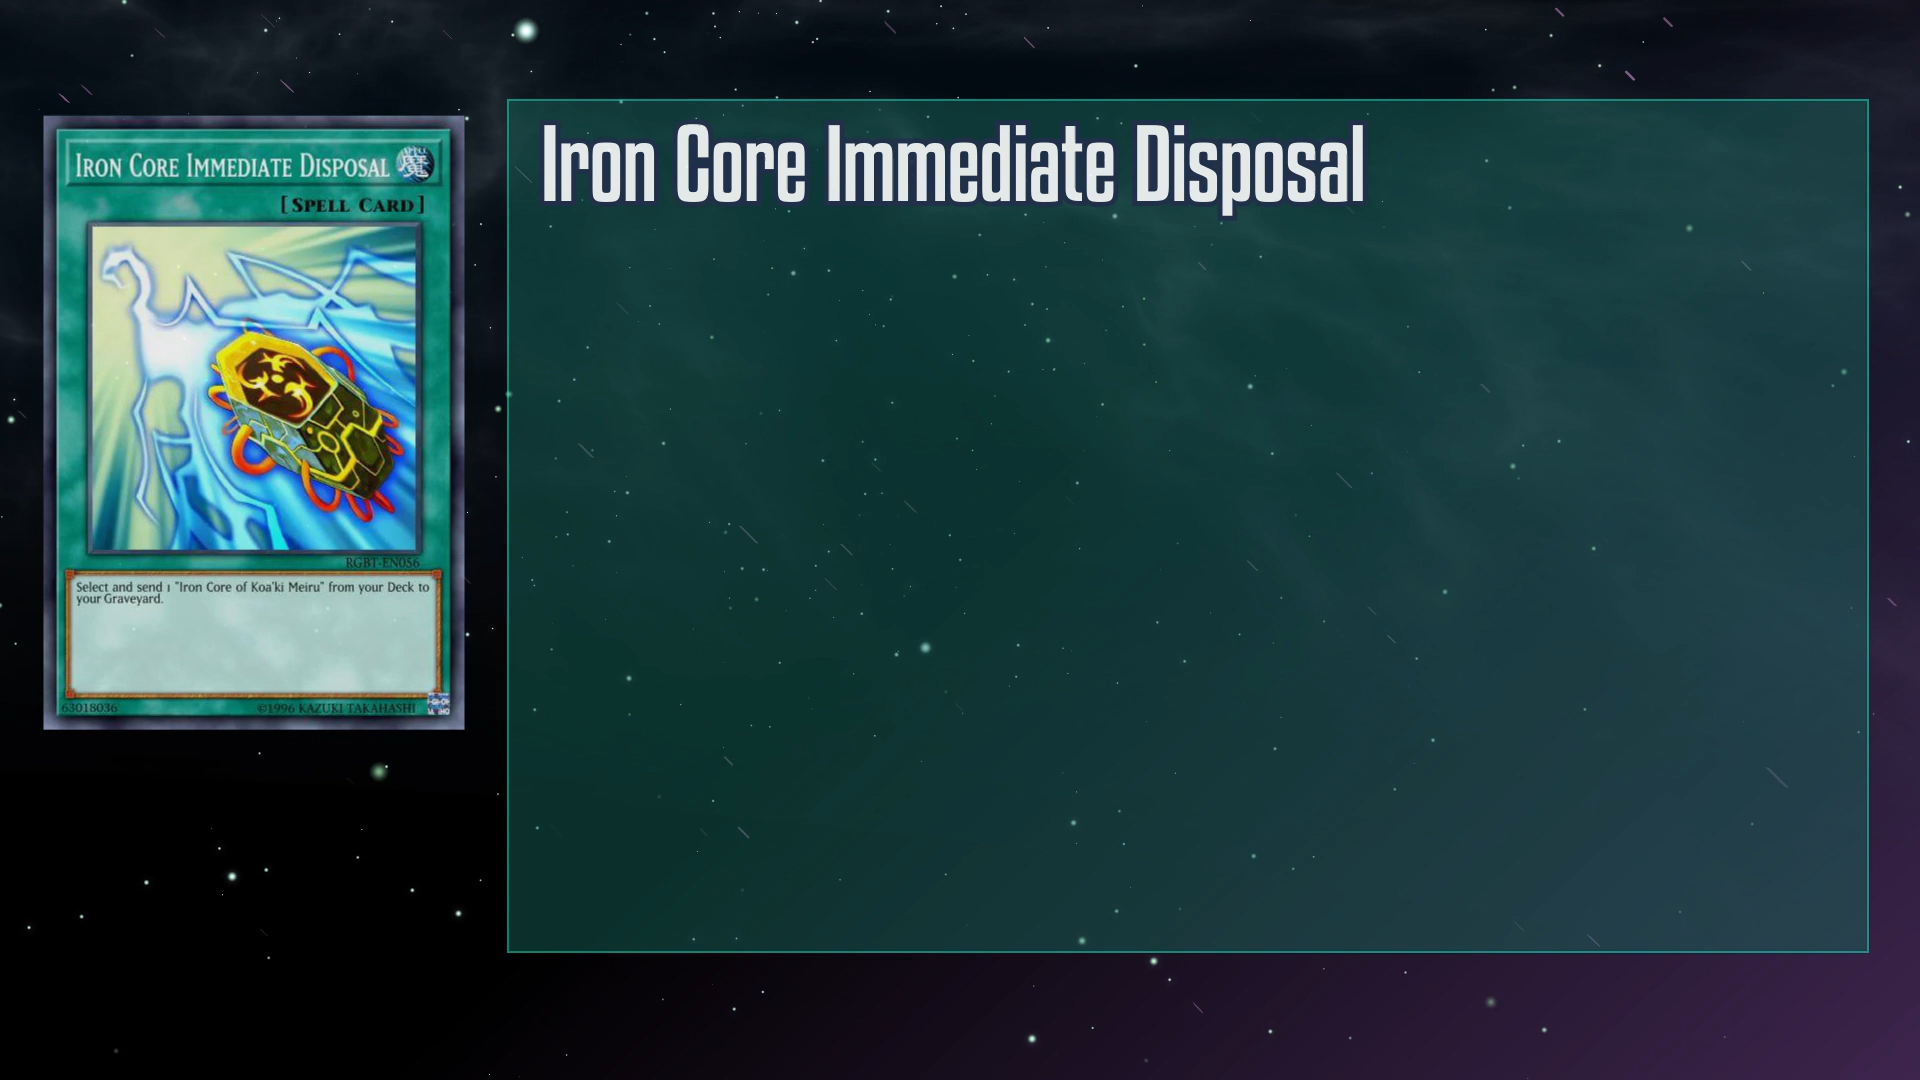 Iron Core Immediate Disposal
Iron Core Immediate Disposal 魔
[Spell Card]
RGBT-EN056
Select and send 1 "Iron Core of Koa'ki Meiru" from your Deck to
your Graveyard.
63018036
©1996 KAZUKI TAKAHASHI